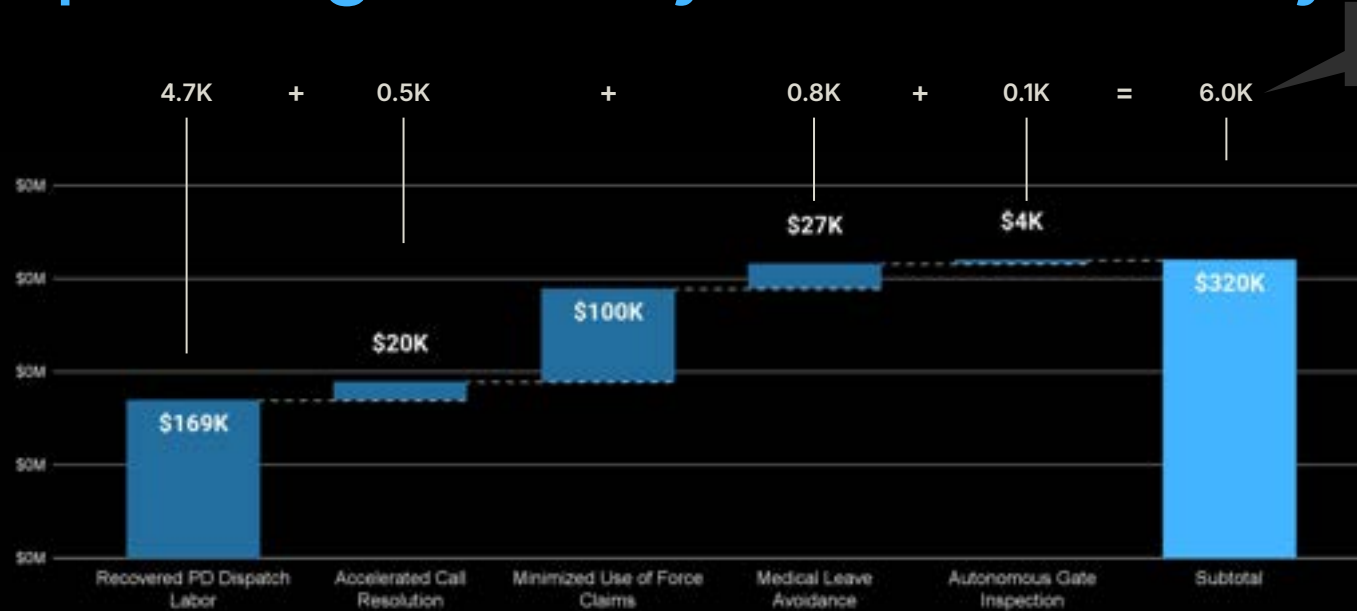 4.7K + 0.5K + 0.8K + 0.1K = 6.0K
$0M
$27K
$4K
$0M
$320K
$100K
$20K
$0M
$169K
$0M
$0M
Recovered PD Dispatch Labor
Accelerated Call Resolution
Minimized Use of Force Claims
Medical Leave Avoidance
Autonomous Gate Inspection
Subtotal